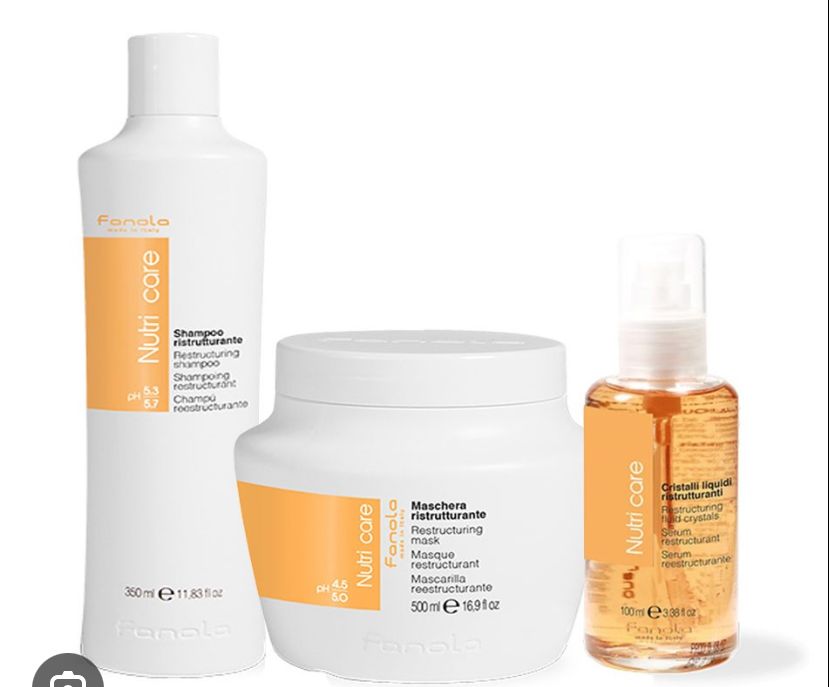 Fanola
made in Italy
Nutri care
Shampoo
ristrutturante
Restructuring
shampoo
Shampoing
restructurant
Champú
reestructurante
pH 5.3
5.7
350 ml e 11,83 fl oz
Fanola
FANOLA
Nutri care
Fanola
made in Italy
Maschera
ristrutturante
Restructuring
mask
Masque
restructurant
Mascarilla
reestructurante
pH 4.5
5.0
500 ml e 16,9 fl oz
Fanola
Nutri care
Cristalli liquidi
ristrutturanti
Restructuring
fluid crystals
Serum
restructurant
Serum
reestructurante
100 ml e 3.38 fl oz
Fanola
made in Italy